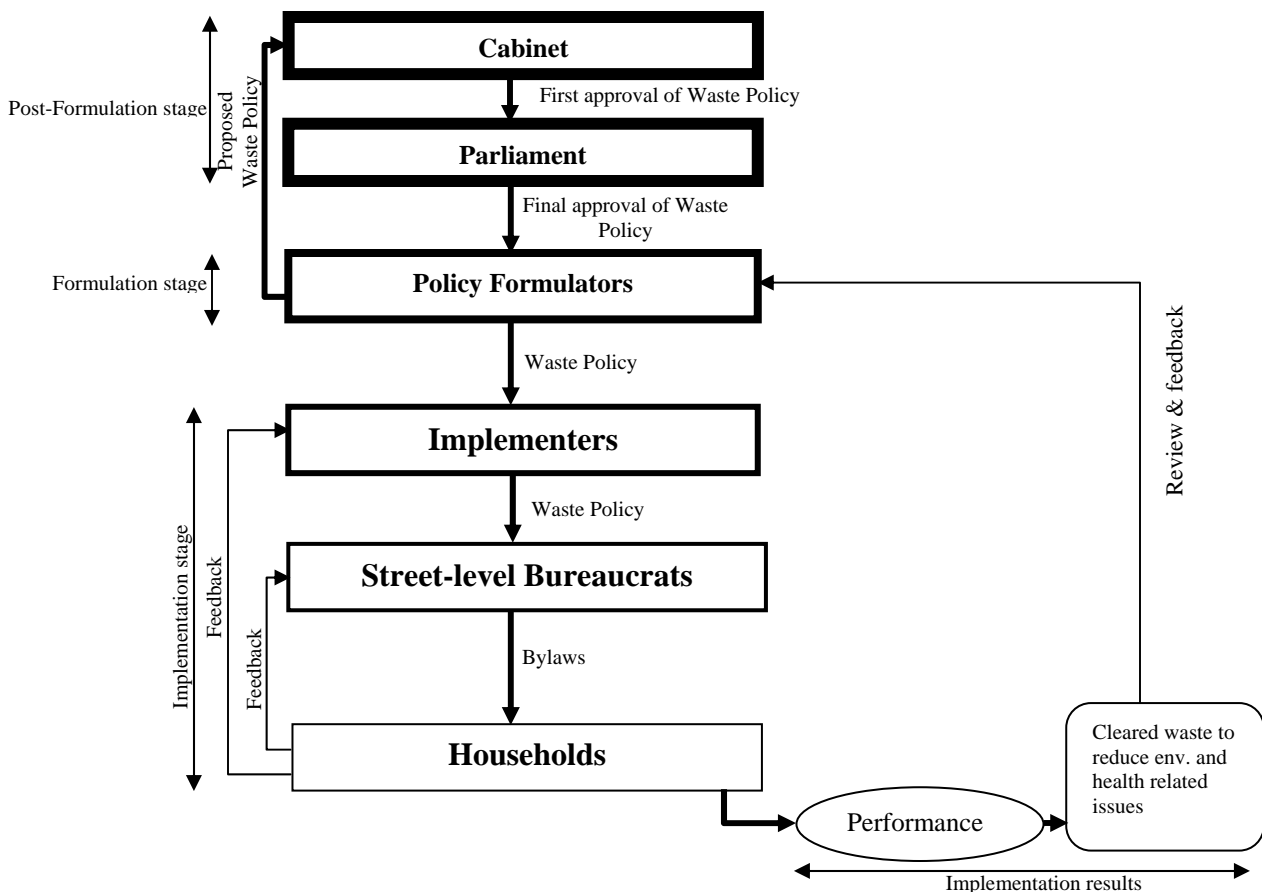 Cabinet
Post-Formulation stage
Proposed
Waste Policy
First approval of Waste Policy
Parliament
Final approval of Waste
Policy
Formulation stage
Policy Formulators
Waste Policy
Review & feedback
Implementation stage
Feedback
Implementers
Waste Policy
Feedback
Street-level Bureaucrats
Bylaws
Households
Cleared waste to
reduce env. and
health related
issues
Performance
Implementation results